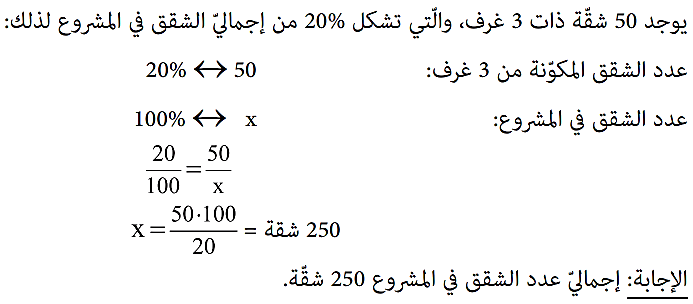 يوجد 50 شقّة ذات 3 غرف، والّتي تشكل 20% من إجماليّ الشقق في المشروع لذلك:
عدد الشقق المكوّنة من 3 غرف: 20% ↔ 50
عدد الشقق في المشروع: 100% ↔ x
20/100 = 50/x
x = 50·100/20 = 250 شقة
الإجابة: إجماليّ عدد الشقق في المشروع 250 شقّة.